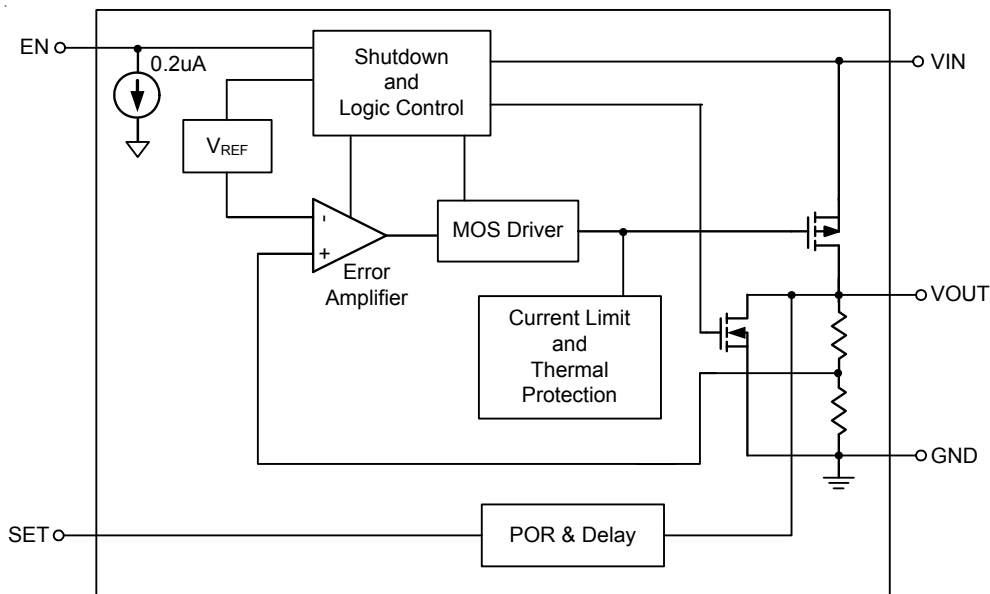 EN
0.2uA
Shutdown
and
Logic Control
VIN
VREF
-
+
Error
Amplifier
MOS Driver
Current Limit
and
Thermal
Protection
VOUT
GND
SET
POR & Delay